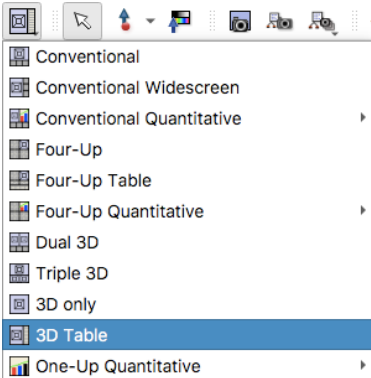 Conventional
Conventional Widescreen
Conventional Quantitative
Four-Up
Four-Up Table
Four-Up Quantitative
Dual 3D
Triple 3D
3D only
3D Table
One-Up Quantitative